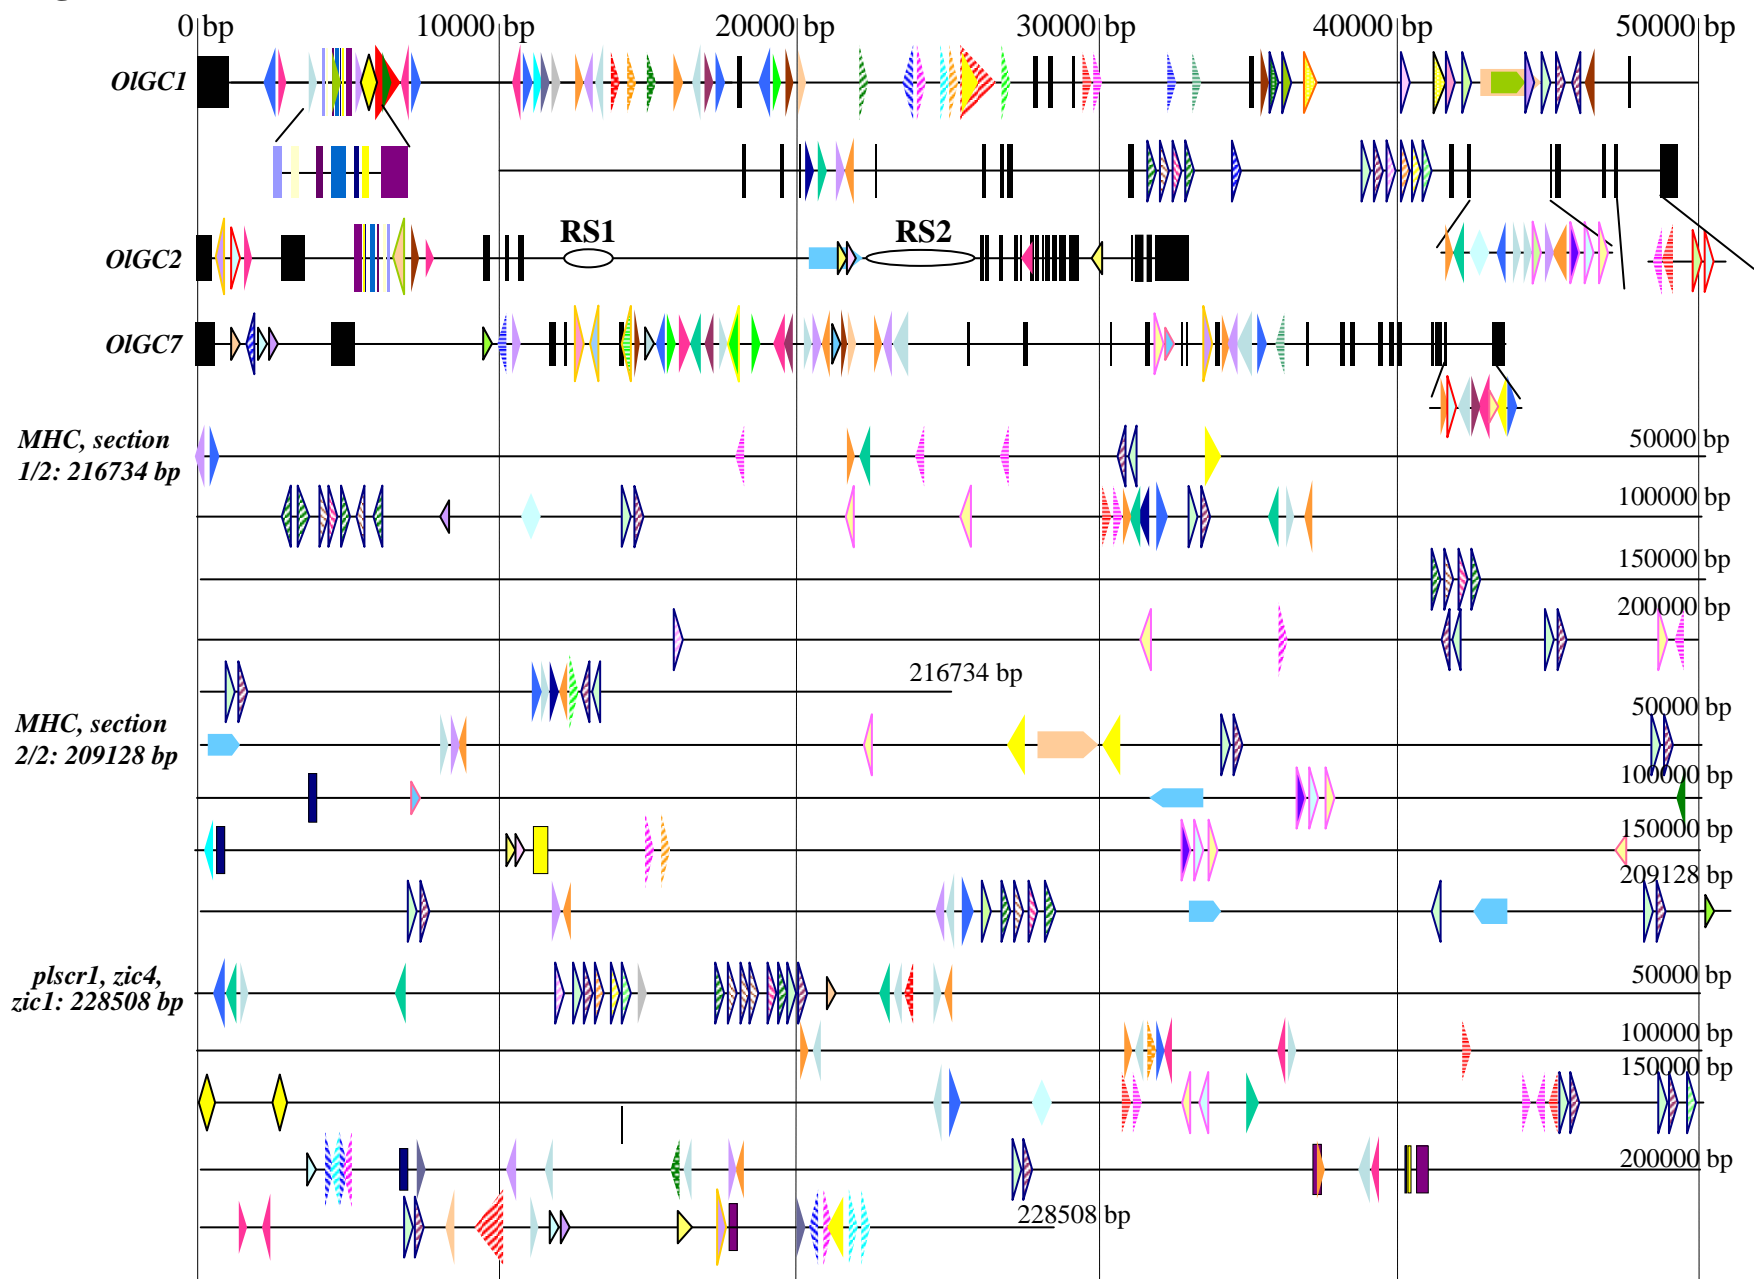 0 bp 10000 bp 20000 bp 30000 bp 40000 bp 50000 bp
OlGC1
OlGC2 RS1 RS2
OlGC7
MHC, section 50000 bp
1/2: 216734 bp
100000 bp
150000 bp
200000 bp
216734 bp
MHC, section 50000 bp
2/2: 209128 bp
100000 bp
150000 bp
209128 bp
plscr1, zic4, 50000 bp
zic1: 228508 bp
100000 bp
150000 bp
200000 bp
228508 bp